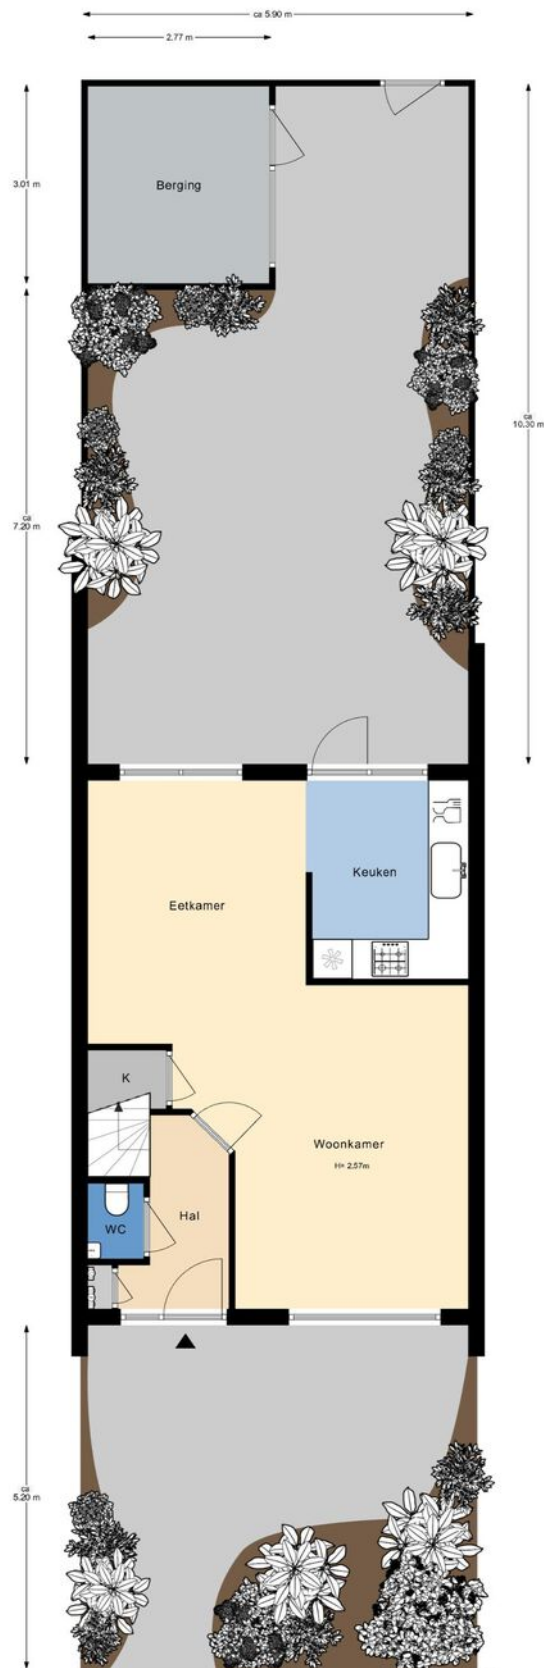 ca 5.90 m
2.77 m
3.01 m
Berging
ca
10.30 m
ca
7.20 m
Keuken
Eetkamer
K
Woonkamer
H= 2,57m
Hal
WC
ca
5.20 m